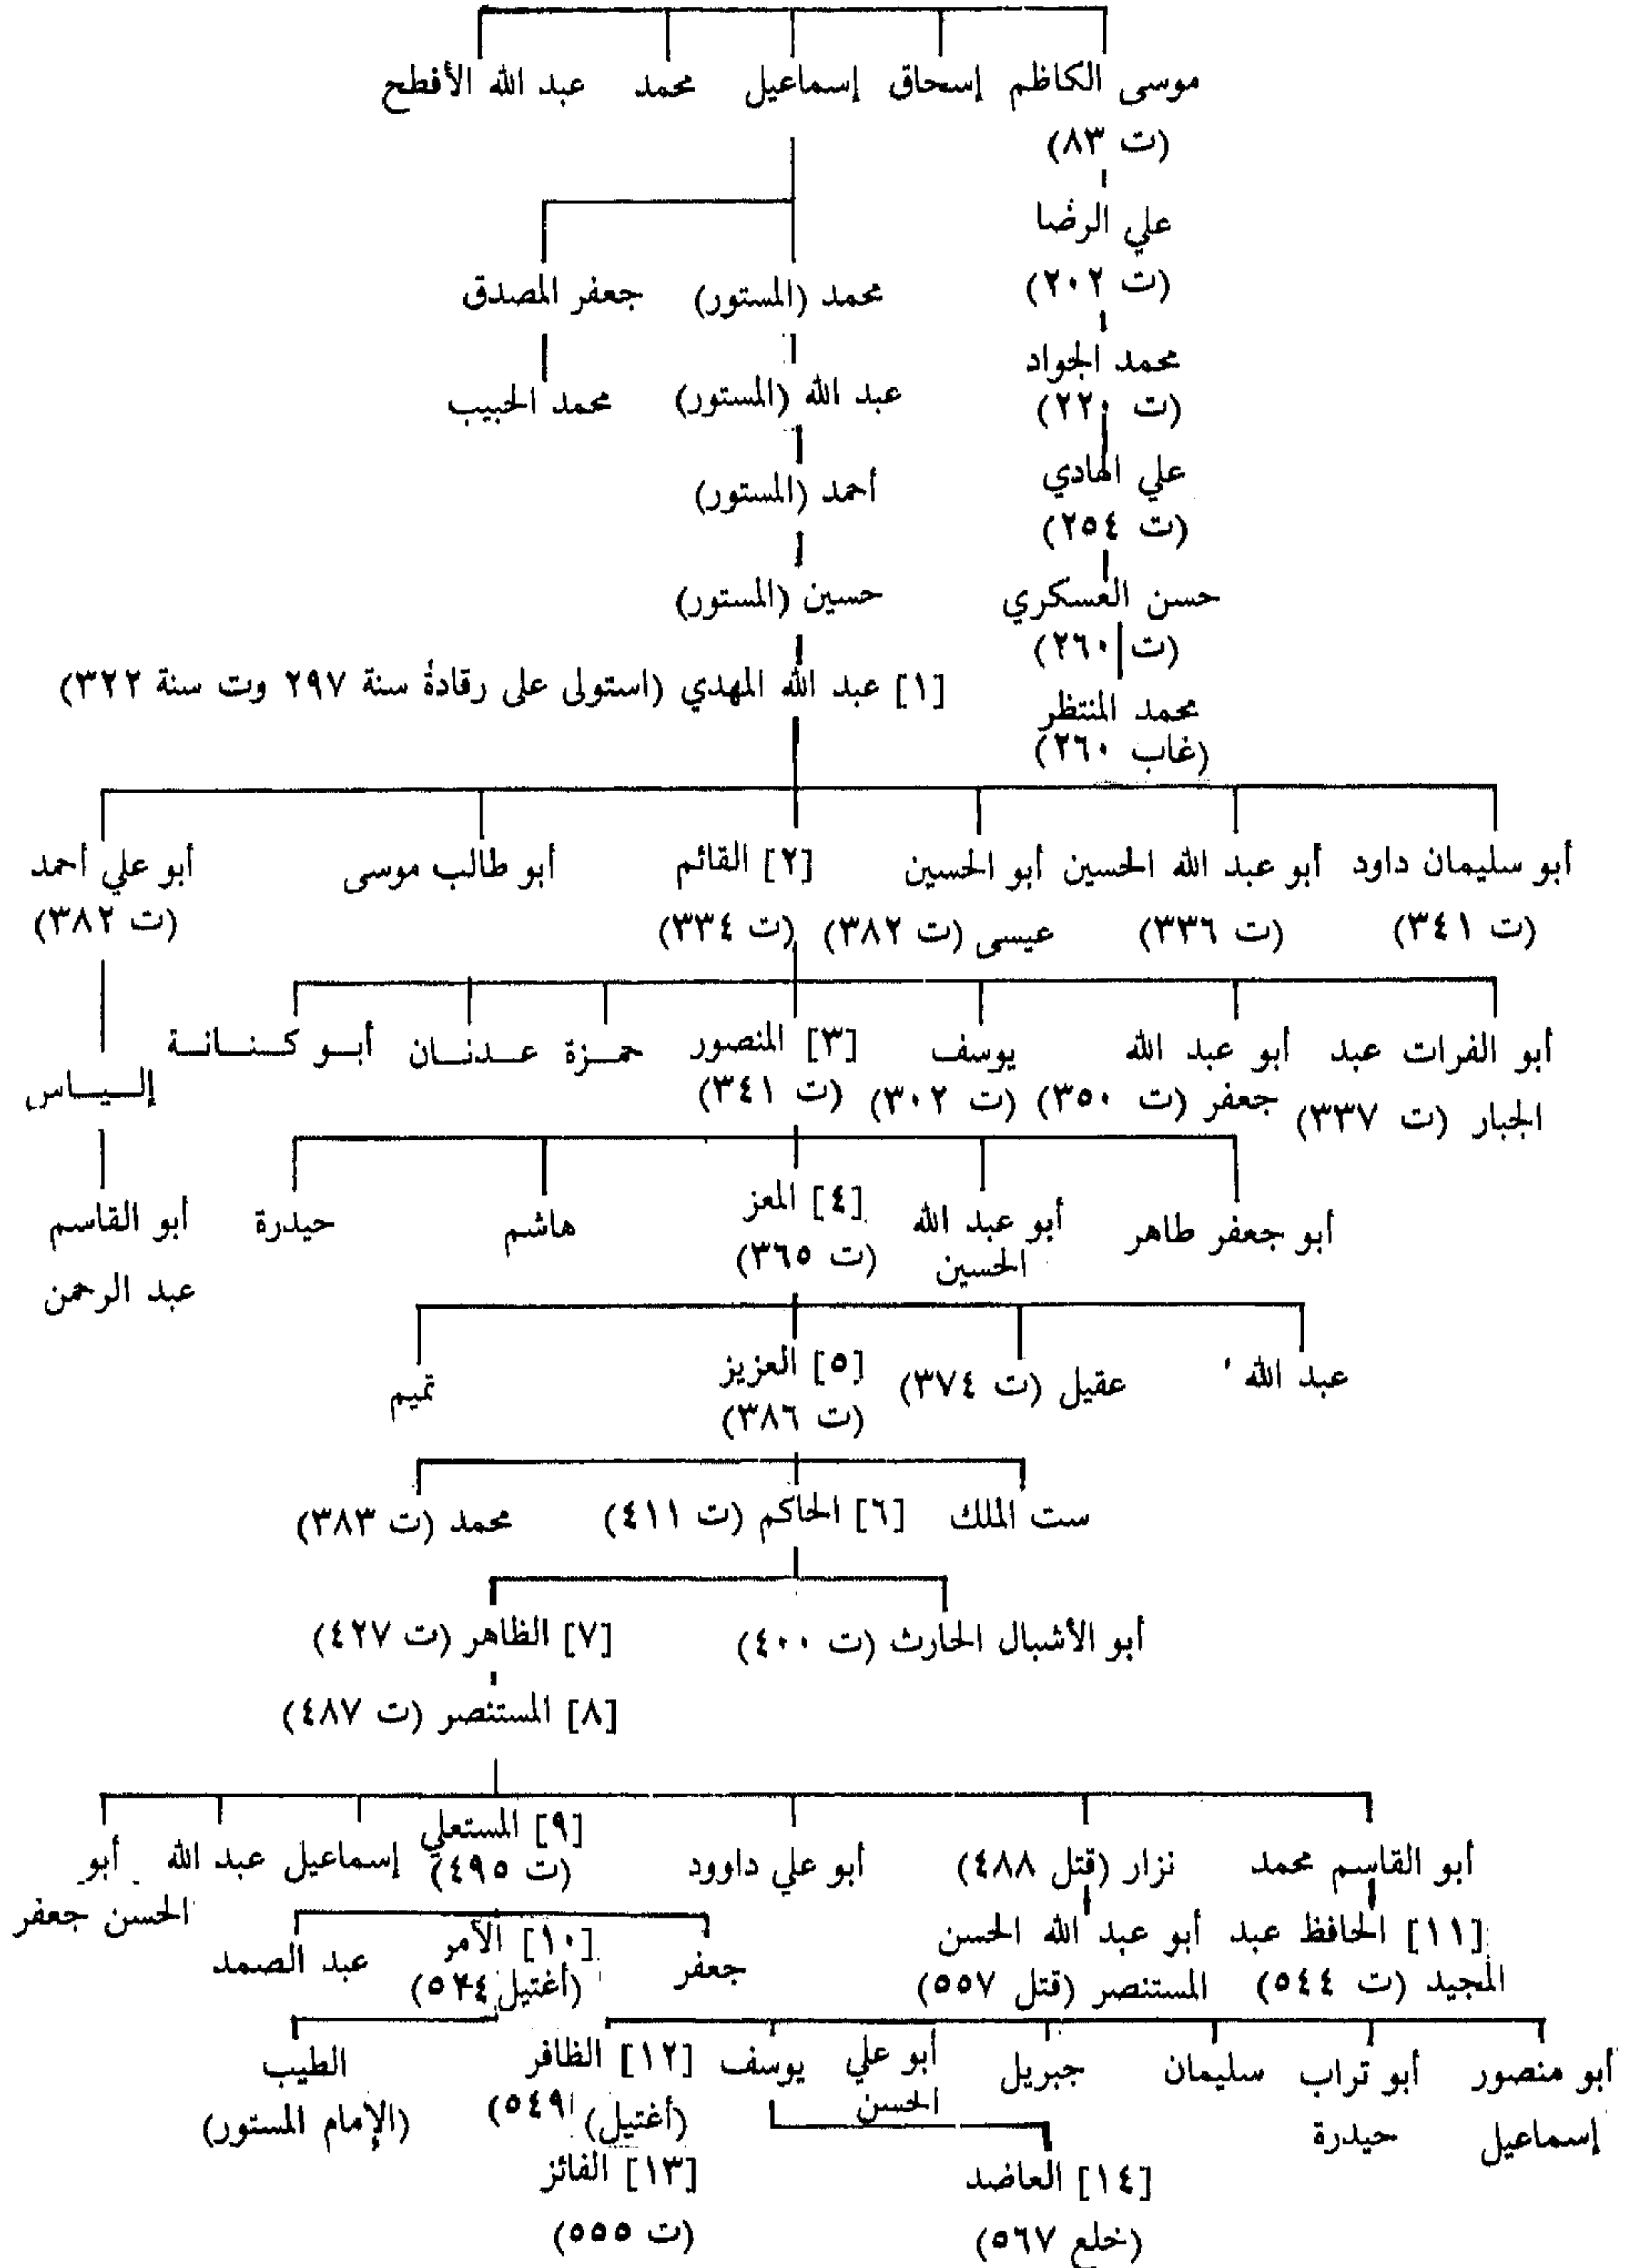 موسى الكاظم إسحاق إسماعيل محمد عبد الله الأفطح
(ت ٨٣)
علي الرضا
(ت ٢٠٢)
محمد (المستور) جعفر المصدق
محمد الجواد
(ت ٢٢٠)
عبد الله (المستور) محمد الحبيب
علي الهادي
أحمد (المستور)
(ت ٢٥٤)
حسن العسكري حسين (المستور)
(ت ٢٦٠)
[١] عبد الله المهدي (استولى على رقادة سنة ٢٩٧ وت سنة ٣٢٢)
محمد المنتظر
(غاب ٢٦٠)
أبو سليمان داود أبو عبد الله الحسين أبو الحسين [٢] القائم أبو طالب موسى أبو علي أحمد
(ت ٣٤١) (ت ٣٣٦) عيسى (ت ٣٨٢) (ت ٣٣٤) (ت ٣٨٢)
أبو الفرات عبد أبو عبد الله يوسف [٣] المنصور حمزة عدنان أبو كنانة
إلياس
الجبار (ت ٣٣٧) جعفر (ت ٣٥٠) (ت ٣٠٢) (ت ٣٤١)
أبو جعفر طاهر أبو عبد الله [٤] المعز هاشم حيدرة أبو القاسم
الحسين (ت ٣٦٥) عبد الرحمن
عبد الله عقيل (ت ٣٧٤) [٥] العزيز تميم
(ت ٣٨٦)
ست الملك [٦] الحاكم (ت ٤١١) محمد (ت ٣٨٣)
أبو الأشبال الحارث (ت ٤٠٠) [٧] الظاهر (ت ٤٢٧)
[٨] المستنصر (ت ٤٨٧)
أبو القاسم محمد نزار (قتل ٤٨٨) أبو علي داوود [٩] المستعلي إسماعيل عبد الله أبو
(ت ٤٩٥) الحسن جعفر
[١١] الحافظ عبد أبو عبد الله الحسن جعفر [١٠] الآمر عبد الصمد
المجيد (ت ٥٤٤) المستنصر (قتل ٥٥٧) (أغتيل ٥٢٤)
أبو منصور أبو تراب سليمان جبريل أبو علي يوسف [١٢] الظافر الطيب
إسماعيل حيدرة الحسن (أغتيل) ٥٤٩) (الإمام المستور)
[١٤] العاضد [١٣] الفائز
(خلع ٥٦٧) (ت ٥٥٥)